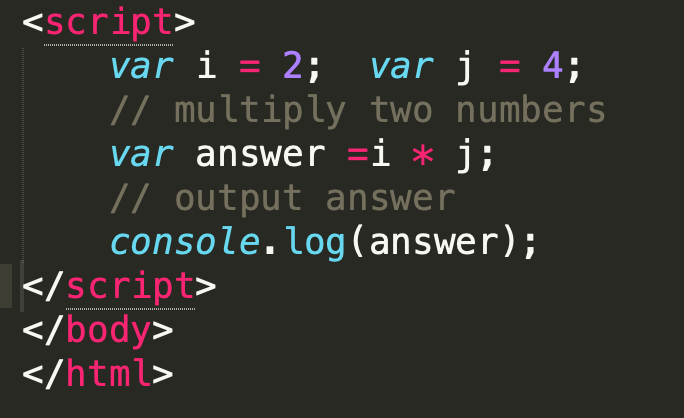 <script>
    var i = 2;  var j = 4;
    // multiply two numbers
    var answer =i * j;
    // output answer
    console.log(answer);
</script>
</body>
</html>